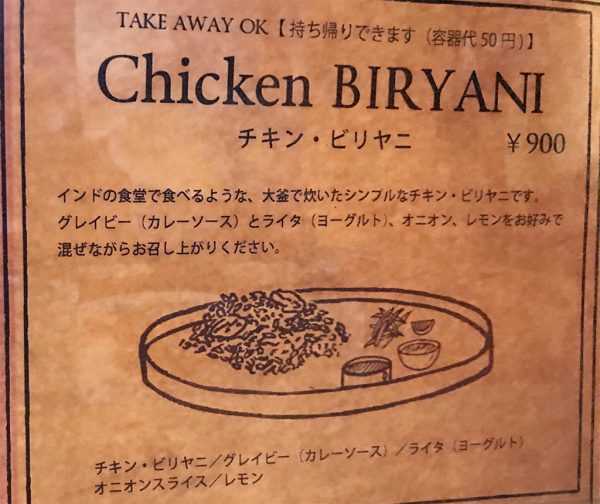 TAKE AWAY OK【持ち帰りできます（容器代50円）】
Chicken BIRYANI
チキン・ビリヤニ ￥900
インドの食堂で食べるような、大釜で炊いたシンプルなチキン・ビリヤニです。
グレイビー（カレーソース）とライタ（ヨーグルト）、オニオン、レモンをお好みで
混ぜながらお召し上がりください。
チキン・ビリヤニ／グレイビー（カレーソース）／ライタ（ヨーグルト）
オニオンスライス／レモン